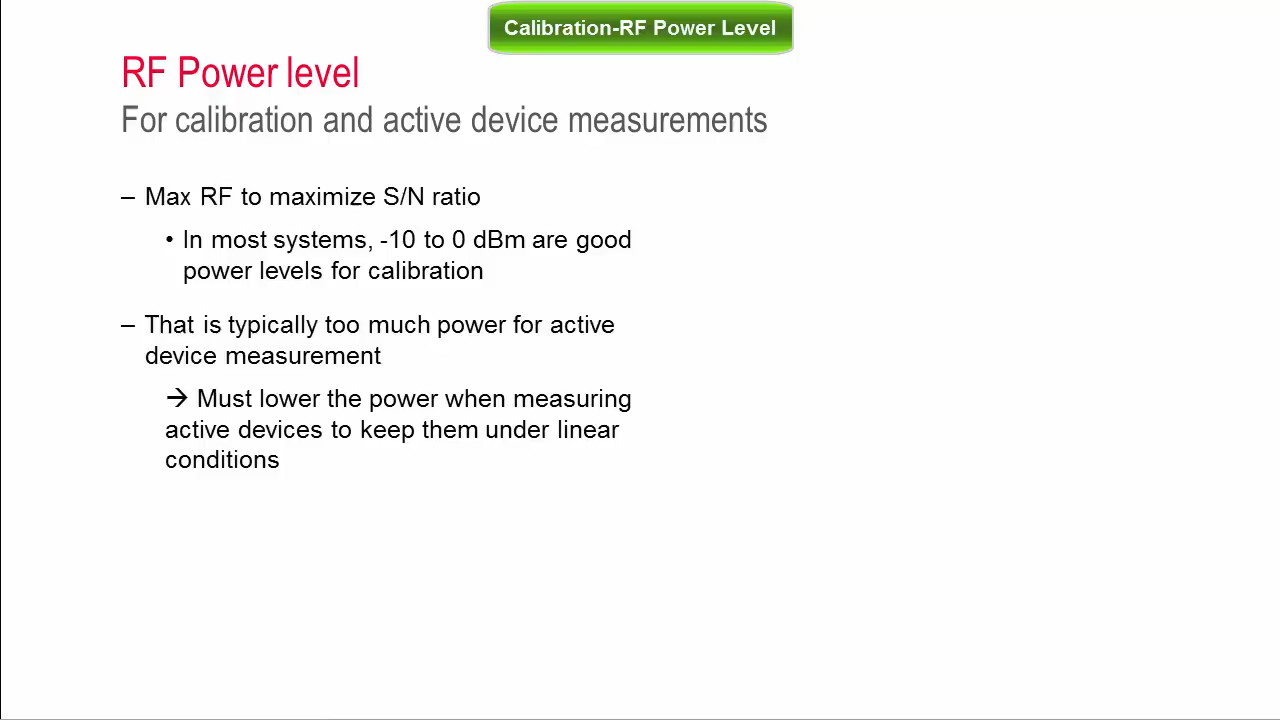 Calibration-RF Power Level
RF Power level
For calibration and active device measurements
– Max RF to maximize S/N ratio
• In most systems, -10 to 0 dBm are good
power levels for calibration
– That is typically too much power for active
device measurement
→ Must lower the power when measuring
active devices to keep them under linear
conditions